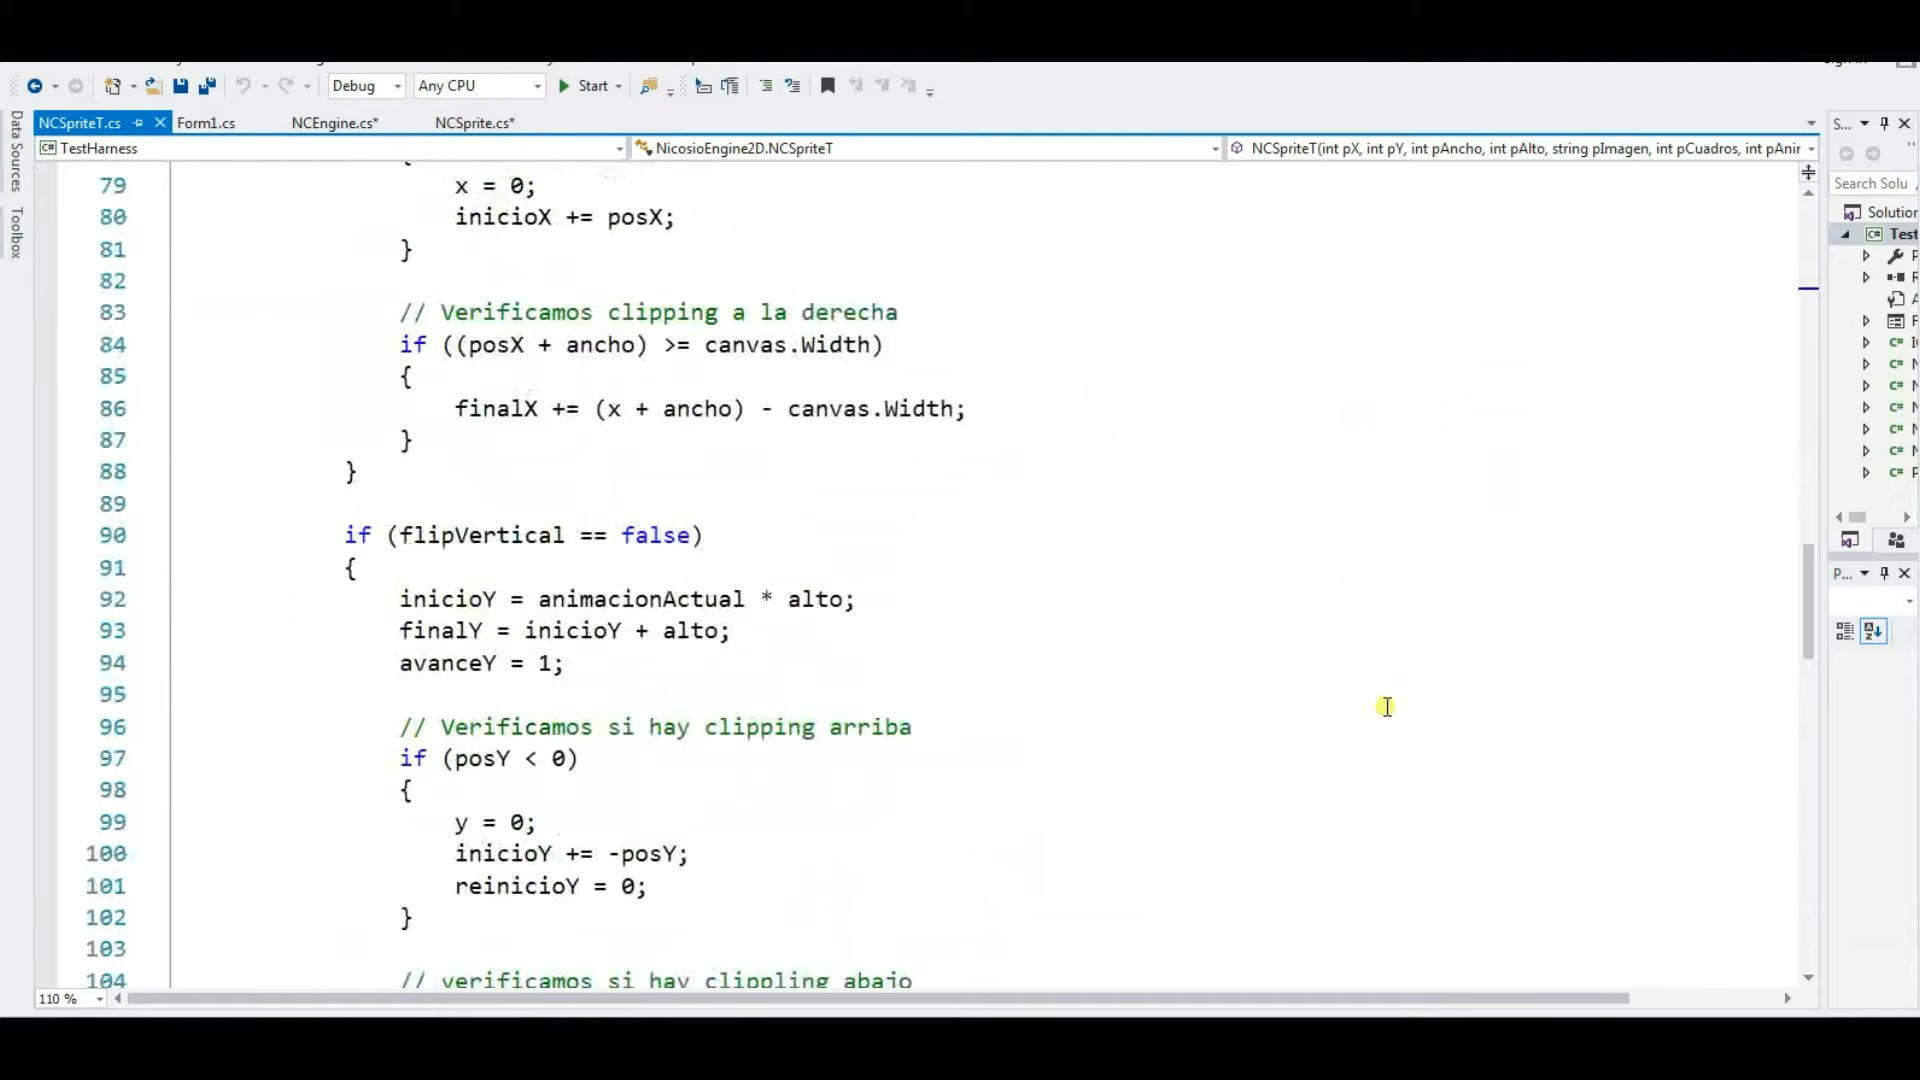 Debug
Any CPU
Start
NCSpriteT.cs
Form1.cs
NCEngine.cs*
NCSprite.cs*
S...
TestHarness
NicosioEngine2D.NCSpriteT
NCSpriteT(int pX, int pY, int pAncho, int pAlto, string pImagen, int pCuadros, int pAnir
Data Sources
Toolbox
79 x = 0;
80 inicioX += posX;
81 }
82
83 // Verificamos clipping a la derecha
84 if ((posX + ancho) >= canvas.Width)
85 {
86 finalX += (x + ancho) - canvas.Width;
87 }
88 }
89
90 if (flipVertical == false)
91 {
92 inicioY = animacionActual * alto;
93 finalY = inicioY + alto;
94 avanceY = 1;
95
96 // Verificamos si hay clipping arriba
97 if (posY < 0)
98 {
99 y = 0;
100 inicioY += -posY;
101 reinicioY = 0;
102 }
103
104 // verificamos si hay clippling abajo
110 %
Search Solu
Solution
C# Test
C#
C#
C#
C#
C#
C#
C#
P...